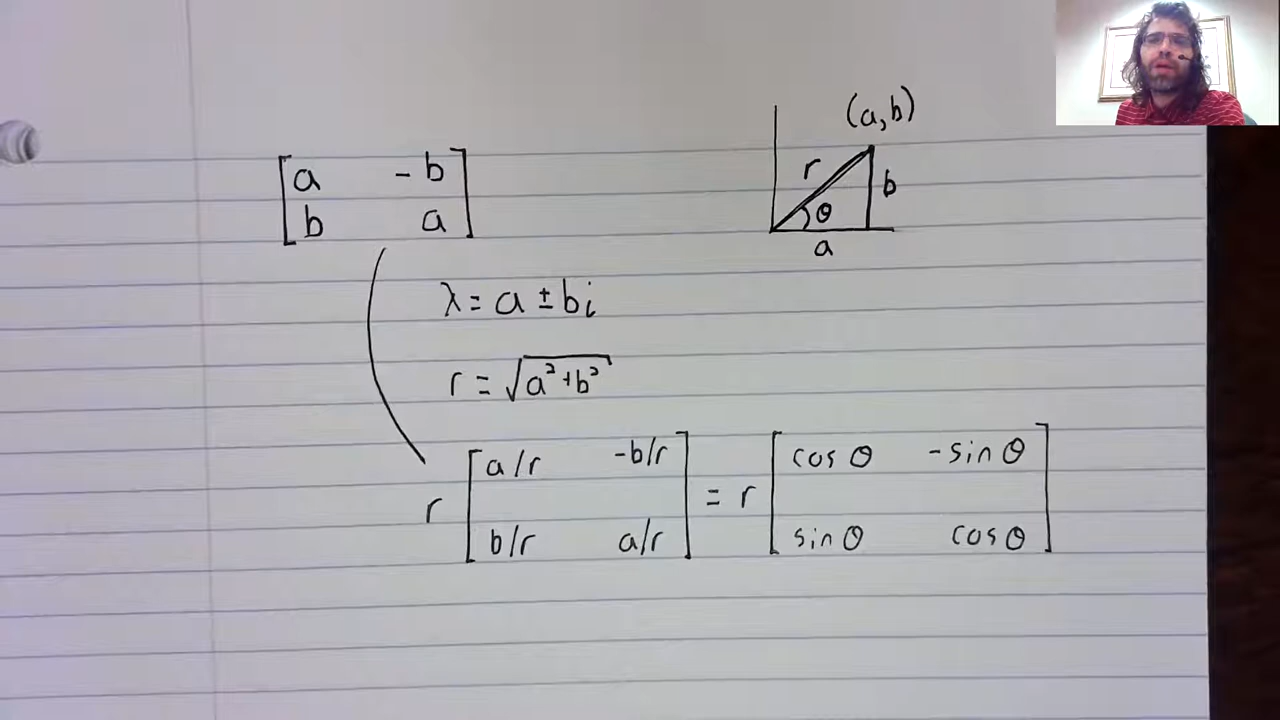 (a,b)
[a -b
b a]
r
b
θ
a
λ = a ± bi
r = √a²+b²
r [a/r -b/r
b/r a/r] = r [cos θ -sin θ
sin θ cos θ]